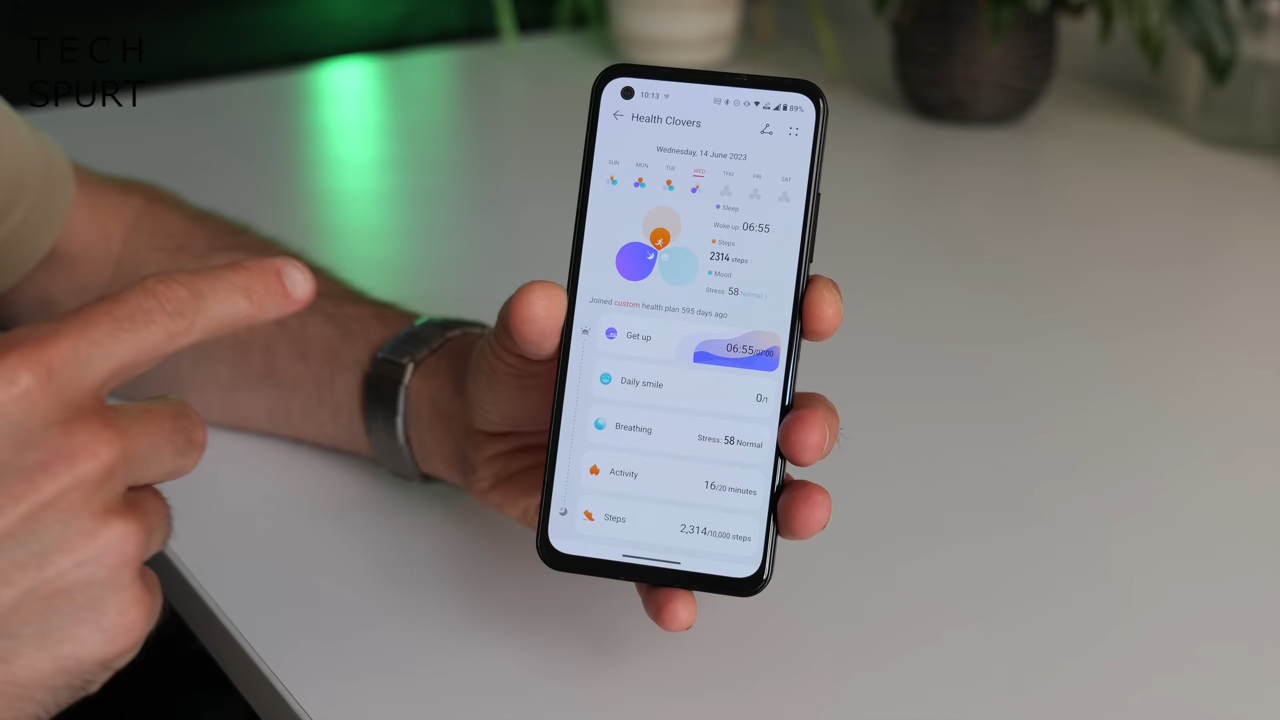 TECH
SPURT
10:13
89%
Health Clovers
Wednesday, 14 June 2023
SUN MON TUE WED THU FRI SAT
Sleep
Woke up: 06:55
Steps
2314 steps
Mood
Stress: 58 Normal
Joined custom health plan 595 days ago
Get up 06:55/07:00
Daily smile 0/1
Breathing Stress: 58 Normal
Activity 16/20 minutes
Steps 2,314/10,000 steps